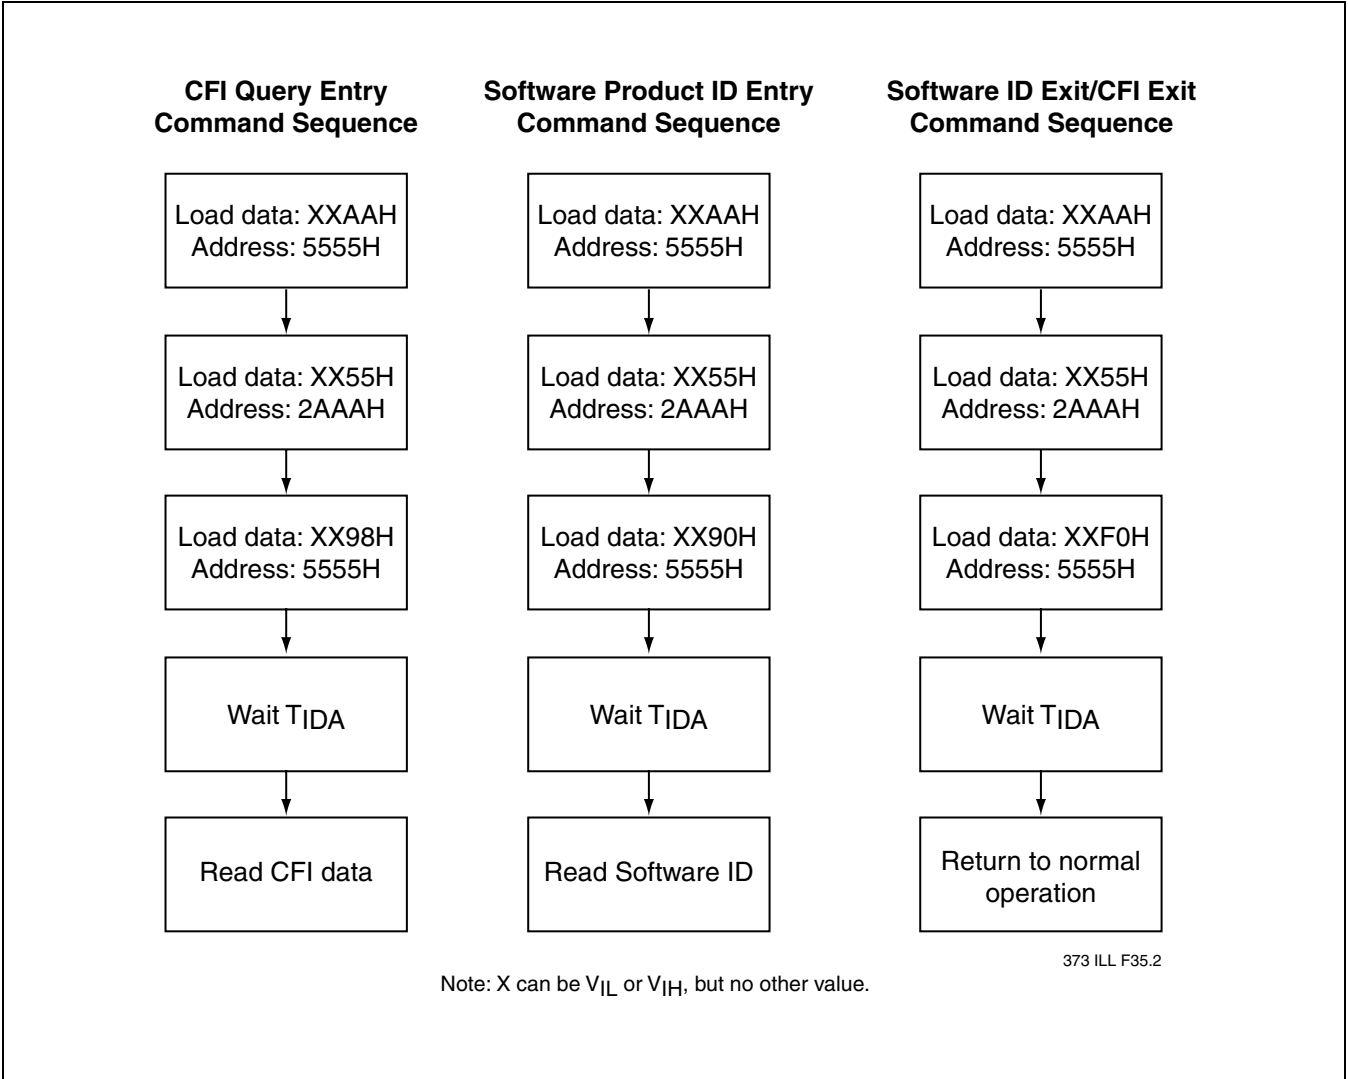 CFI Query Entry
Command Sequence
Load data: XXAAH
Address: 5555H
Load data: XX55H
Address: 2AAAH
Load data: XX98H
Address: 5555H
Wait TIDA
Read CFI data
Software Product ID Entry
Command Sequence
Load data: XXAAH
Address: 5555H
Load data: XX55H
Address: 2AAAH
Load data: XX90H
Address: 5555H
Wait TIDA
Read Software ID
Software ID Exit/CFI Exit
Command Sequence
Load data: XXAAH
Address: 5555H
Load data: XX55H
Address: 2AAAH
Load data: XXF0H
Address: 5555H
Wait TIDA
Return to normal
operation
373 ILL F35.2
Note: X can be VIL or VIH, but no other value.